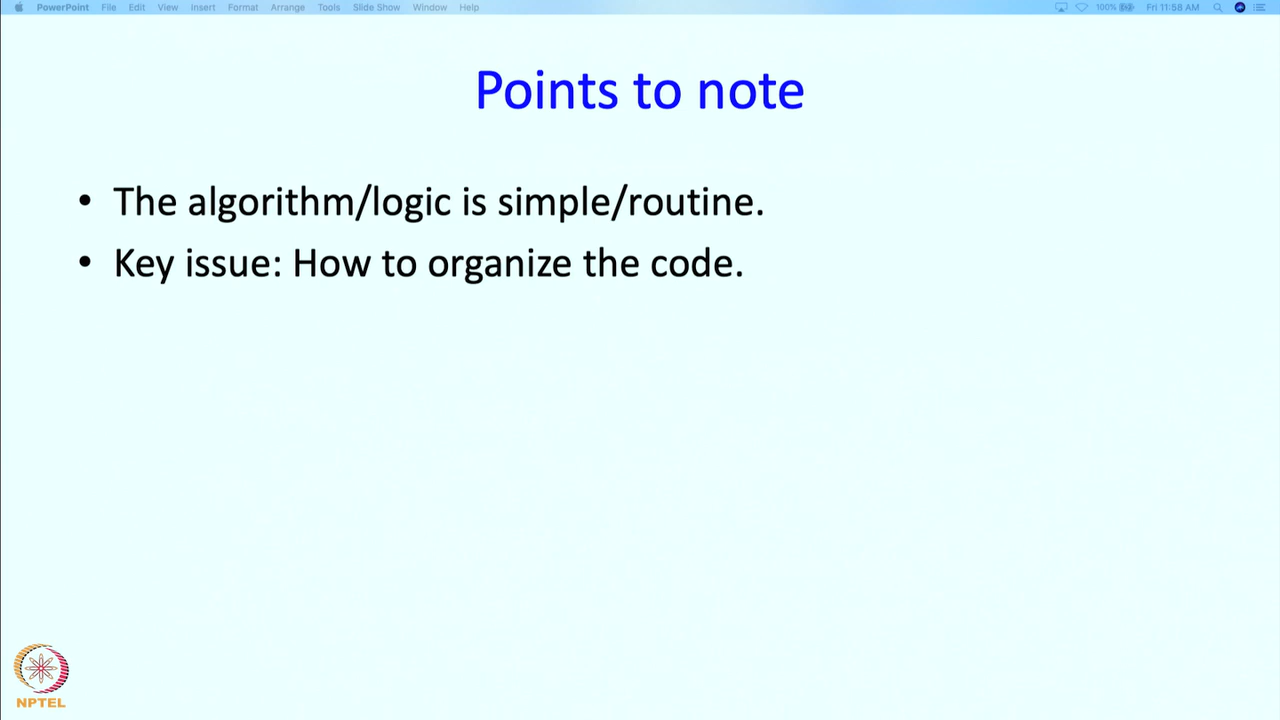 PowerPoint File Edit View Insert Format Arrange Tools Slide Show Window Help 100% Fri 11:58 AM
Points to note
• The algorithm/logic is simple/routine.
• Key issue: How to organize the code.
NPTEL